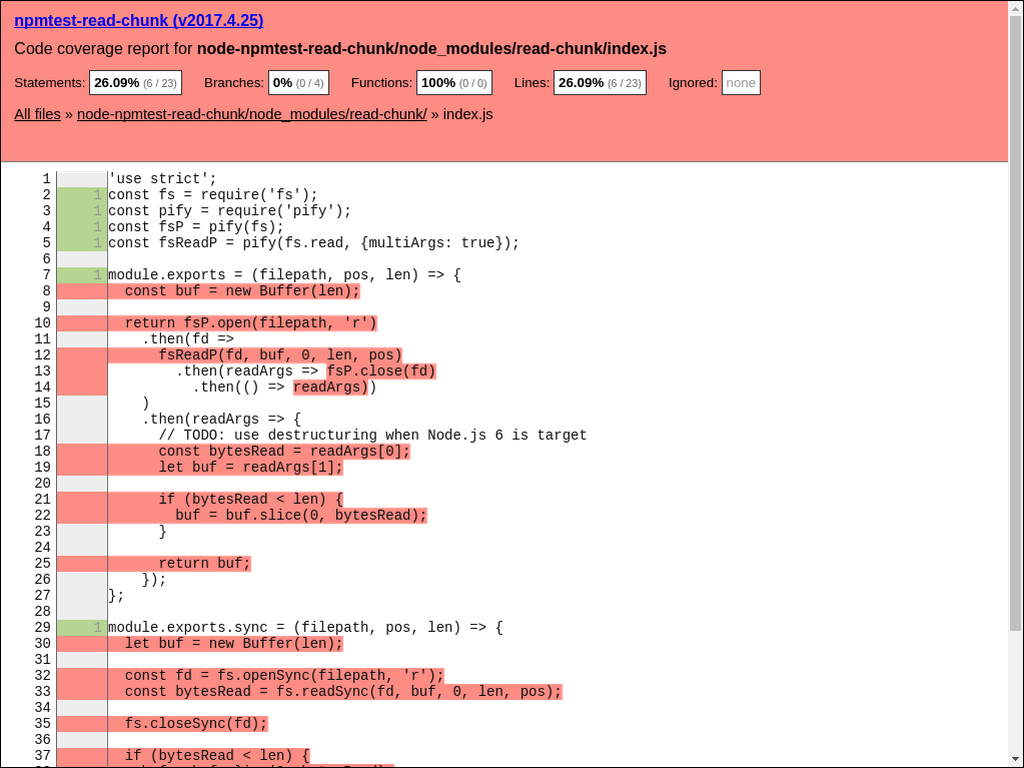 npmtest-read-chunk (v2017.4.25)
Code coverage report for node-npmtest-read-chunk/node_modules/read-chunk/index.js
Statements: 26.09% (6 / 23) Branches: 0% (0 / 4) Functions: 100% (0 / 0) Lines: 26.09% (6 / 23) Ignored: none
All files » node-npmtest-read-chunk/node_modules/read-chunk/ » index.js
1 'use strict';
2 1 const fs = require('fs');
3 1 const pify = require('pify');
4 1 const fsP = pify(fs);
5 1 const fsReadP = pify(fs.read, {multiArgs: true});
6
7 1 module.exports = (filepath, pos, len) => {
8 const buf = new Buffer(len);
9
10 return fsP.open(filepath, 'r')
11 .then(fd =>
12 fsReadP(fd, buf, 0, len, pos)
13 .then(readArgs => fsP.close(fd)
14 .then(() => readArgs))
15 )
16 .then(readArgs => {
17 // TODO: use destructuring when Node.js 6 is target
18 const bytesRead = readArgs[0];
19 let buf = readArgs[1];
20
21 if (bytesRead < len) {
22 buf = buf.slice(0, bytesRead);
23 }
24
25 return buf;
26 });
27 };
28
29 1 module.exports.sync = (filepath, pos, len) => {
30 let buf = new Buffer(len);
31
32 const fd = fs.openSync(filepath, 'r');
33 const bytesRead = fs.readSync(fd, buf, 0, len, pos);
34
35 fs.closeSync(fd);
36
37 if (bytesRead < len) {